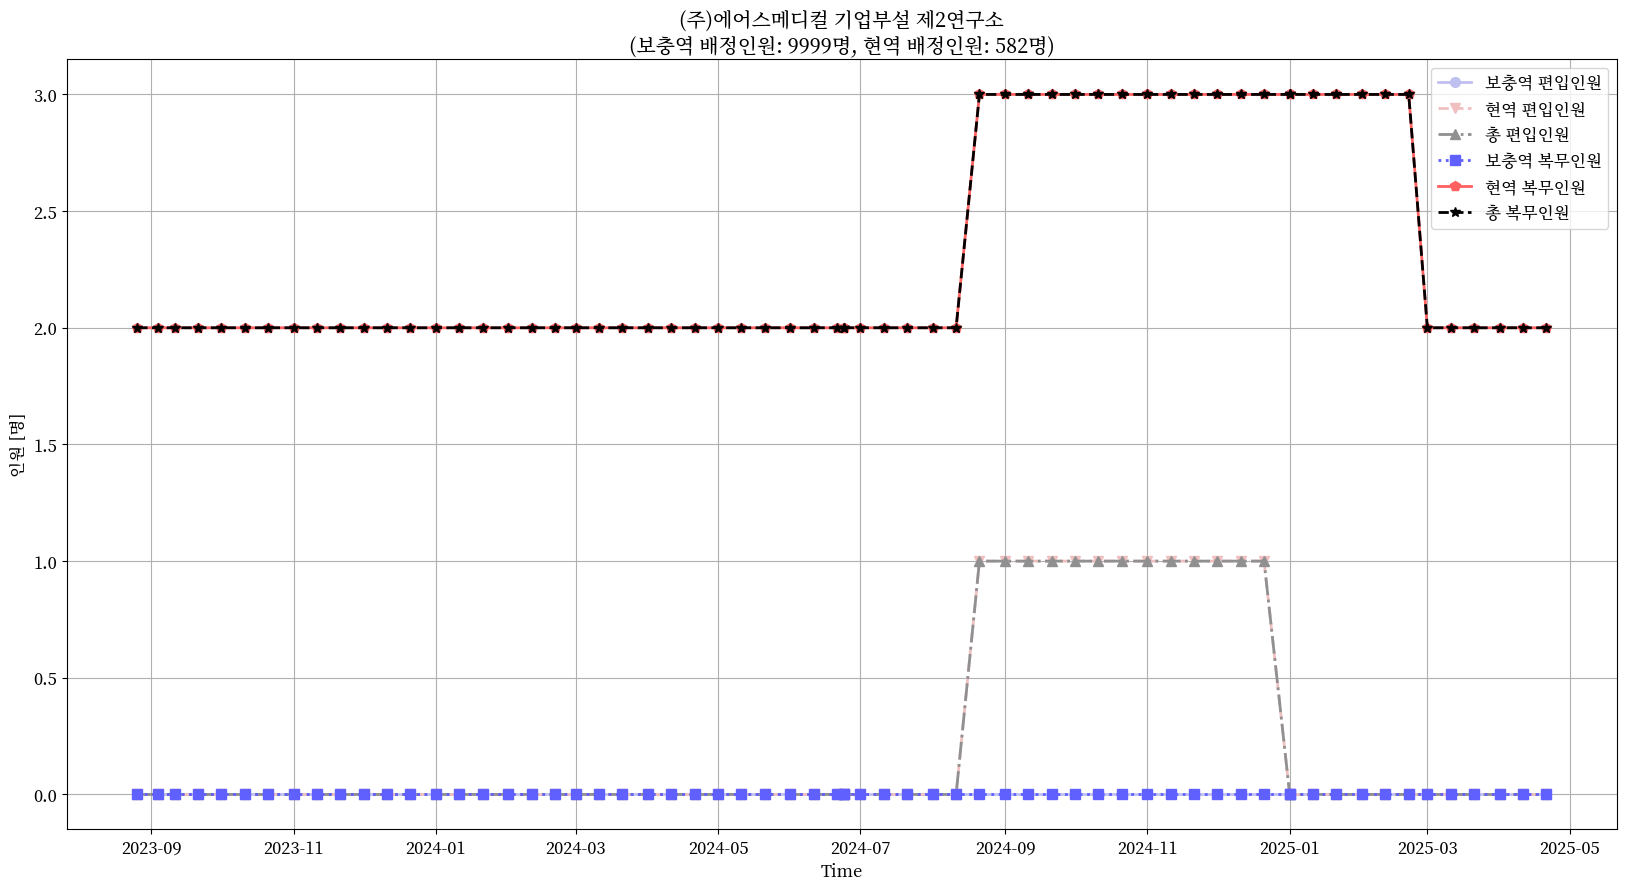 (주)에어스메디컬 기업부설 제2연구소
(보충역 배정인원: 9999명, 현역 배정인원: 582명)
보충역 편입인원
현역 편입인원
총 편입인원
보충역 복무인원
현역 복무인원
총 복무인원
인원 [명]
3.0
2.5
2.0
1.5
1.0
0.5
0.0
2023-09
2023-11
2024-01
2024-03
2024-05
2024-07
2024-09
2024-11
2025-01
2025-03
2025-05
Time